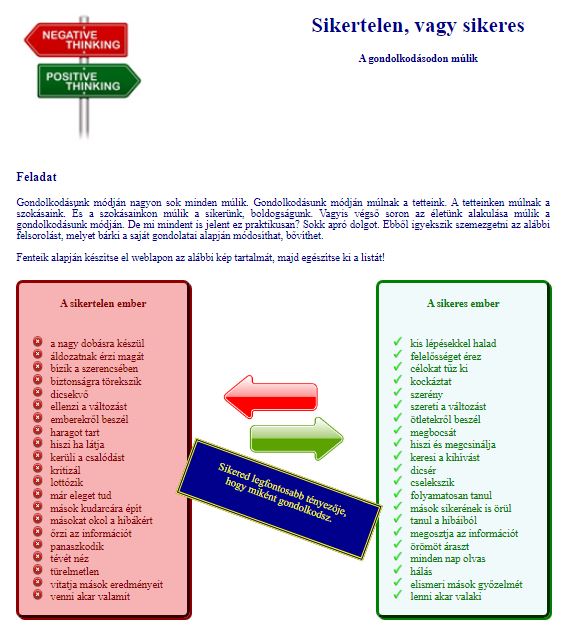 NEGATIVE
THINKING
POSITIVE
THINKING
Sikertelen, vagy sikeres
A gondolkodásodon múlik
Feladat
Gondolkodásunk módján nagyon sok minden múlik. Gondolkodásunk módján múlnak a tetteink. A tetteinken múlnak a
szokásaink. És a szokásainkon múlik a sikerünk, boldogságunk. Vagyis végső soron az életünk alakulása múlik a
gondolkodásunk módján. De mi mindent is jelent ez praktikusan? Sokk apró dolgot. Ebből igyekszik szemezgetni az alábbi
felsorolást, melyet bárki a saját gondolatai alapján módosíthat, bővíthet.
Fenteik alapján készítse el weblapon az alábbi kép tartalmát, majd egészítse ki a listát!
A sikertelen ember
a nagy dobásra készül
áldozatnak érzi magát
bízik a szerencsében
biztonságra törekszik
dicsekvő
ellenzi a változást
emberekről beszél
haragot tart
hiszi ha látja
kerüli a csalódást
kritizál
lottózik
már eleget tud
mások kudarcára épít
másokat okol a hibákért
őrzi az információt
panaszkodik
tévét néz
türelmetlen
vitatja mások eredményeit
venni akar valamit
Sikered legfontosabb tényezője,
hogy miként gondolkodsz.
A sikeres ember
kis lépésekkel halad
felelősséget érez
célokat tűz ki
kockáztat
szerény
szereti a változást
ötletekről beszél
megbocsát
hiszi és megcsinálja
keresi a kihívást
dicsér
cselekszik
folyamatosan tanul
mások sikerének is örül
tanul a hibáiból
megosztja az információt
örömöt áraszt
minden nap olvas
hálás
elismeri mások győzelmét
lenni akar valaki